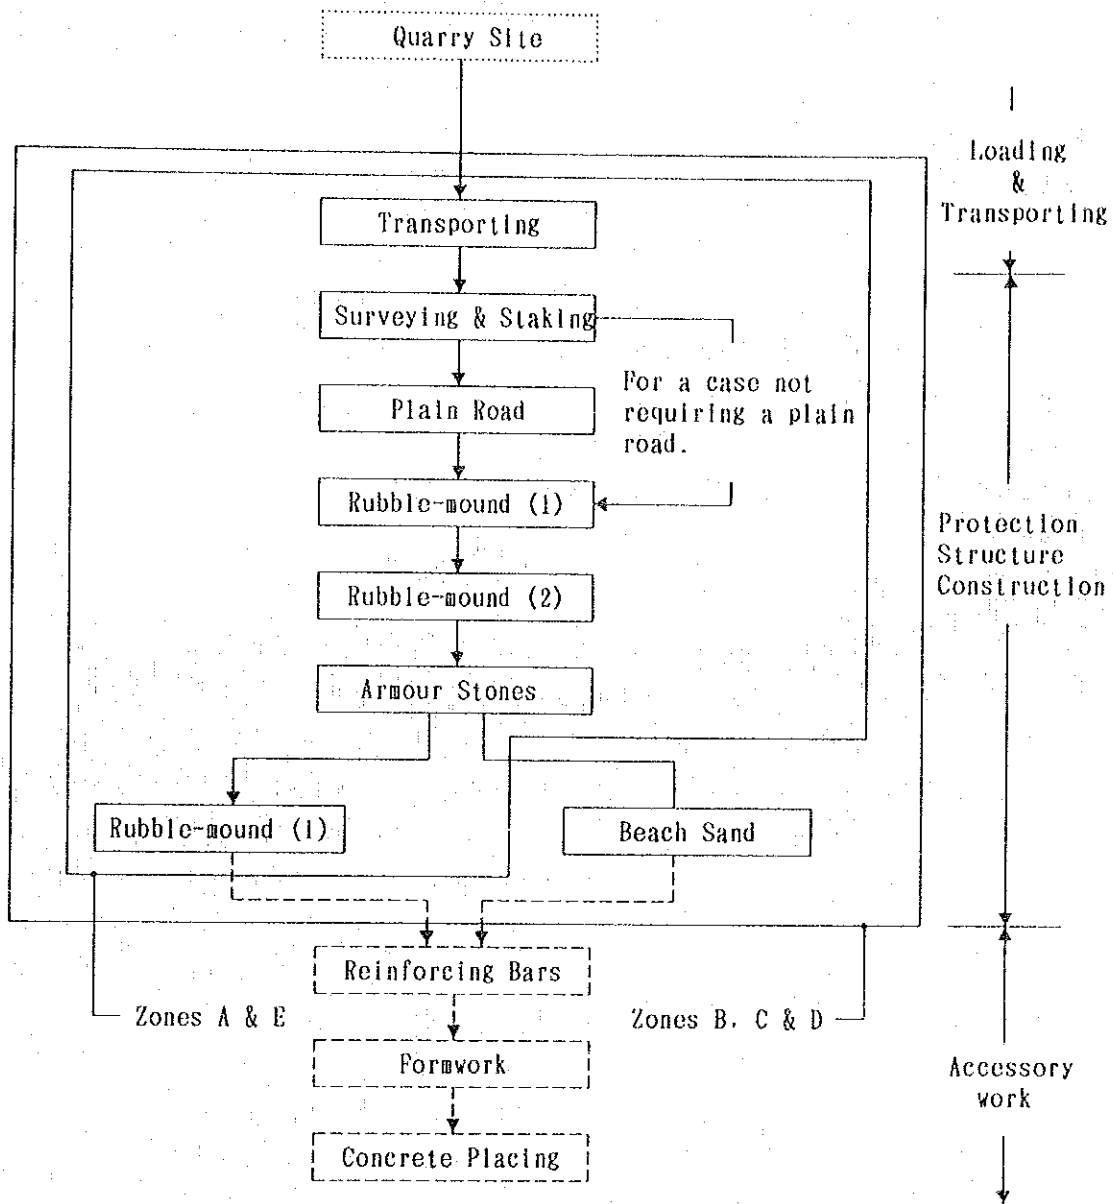 Quarry Site
Loading
&
Transporting
Transporting
Surveying & Staking
For a case not
requiring a plain
road.
Plain Road
Rubble-mound (1)
Rubble-mound (2)
Protection
Structure
Construction
Armour Stones
Rubble-mound (1)
Beach Sand
Reinforcing Bars
Zones A & E
Zones B, C & D
Formwork
Accessory
work
Concrete Placing